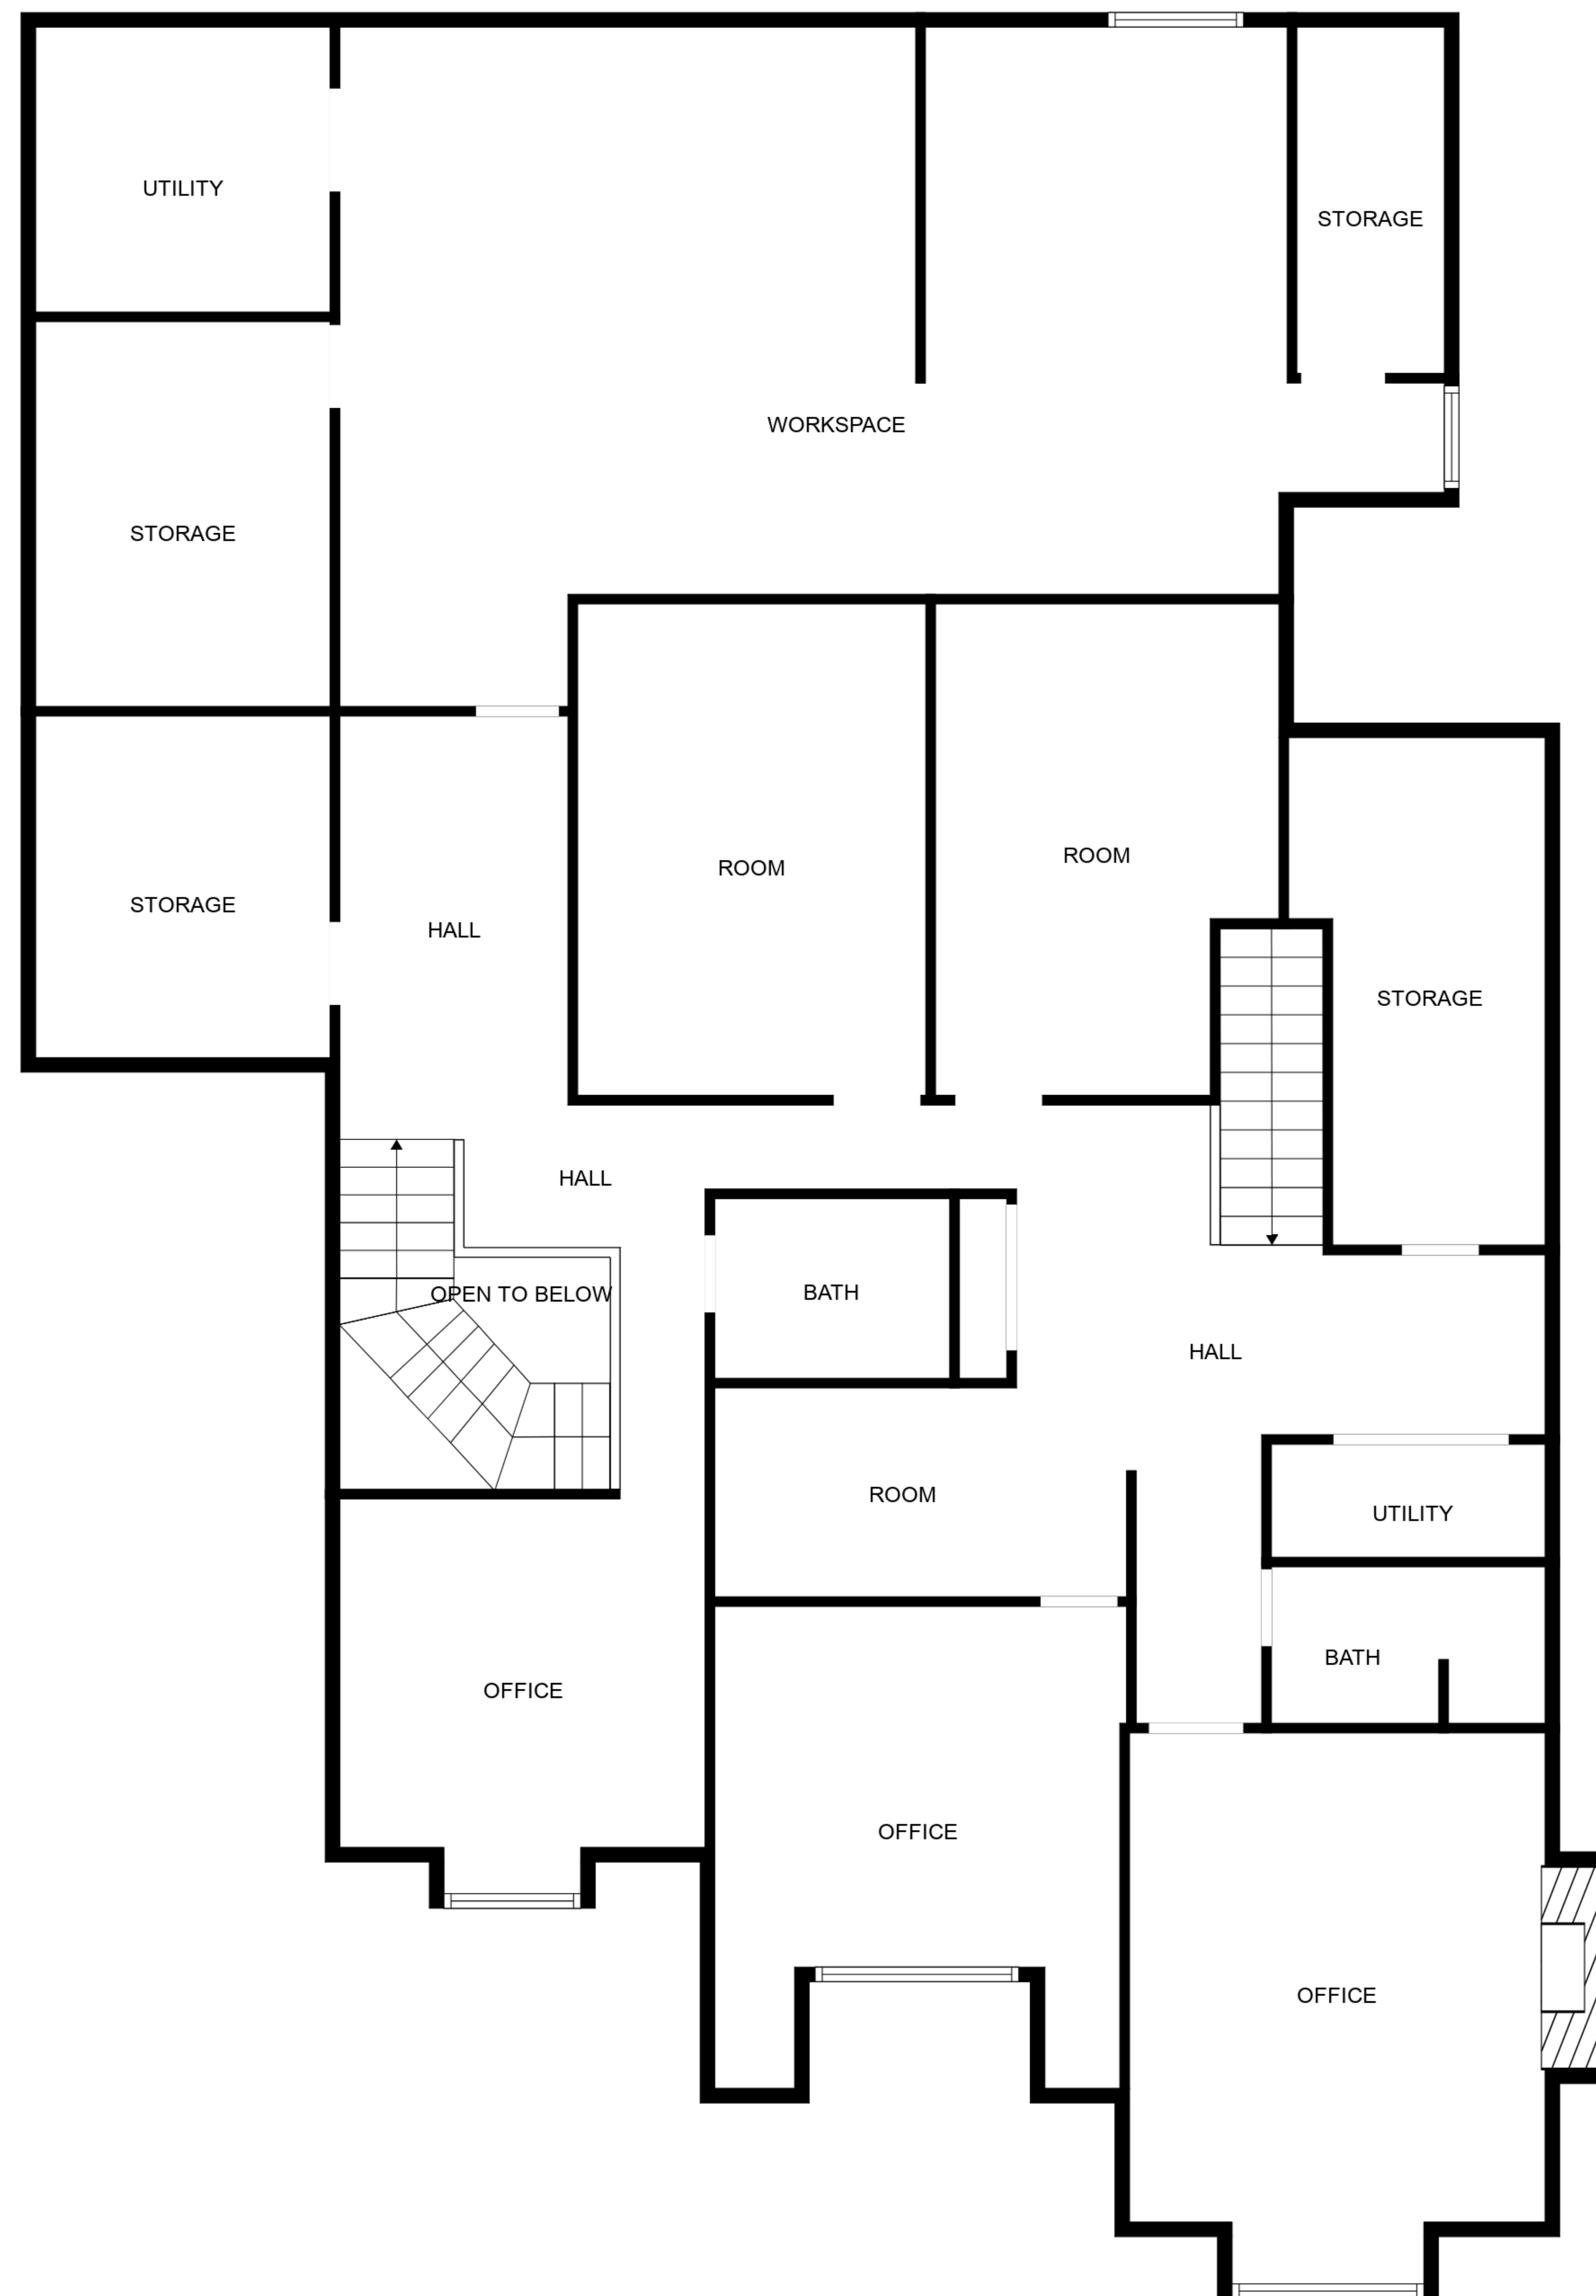 UTILITY
STORAGE
WORKSPACE
STORAGE
ROOM
ROOM
STORAGE
HALL
STORAGE
HALL
OPEN TO BELOW
BATH
HALL
ROOM
UTILITY
BATH
OFFICE
OFFICE
OFFICE